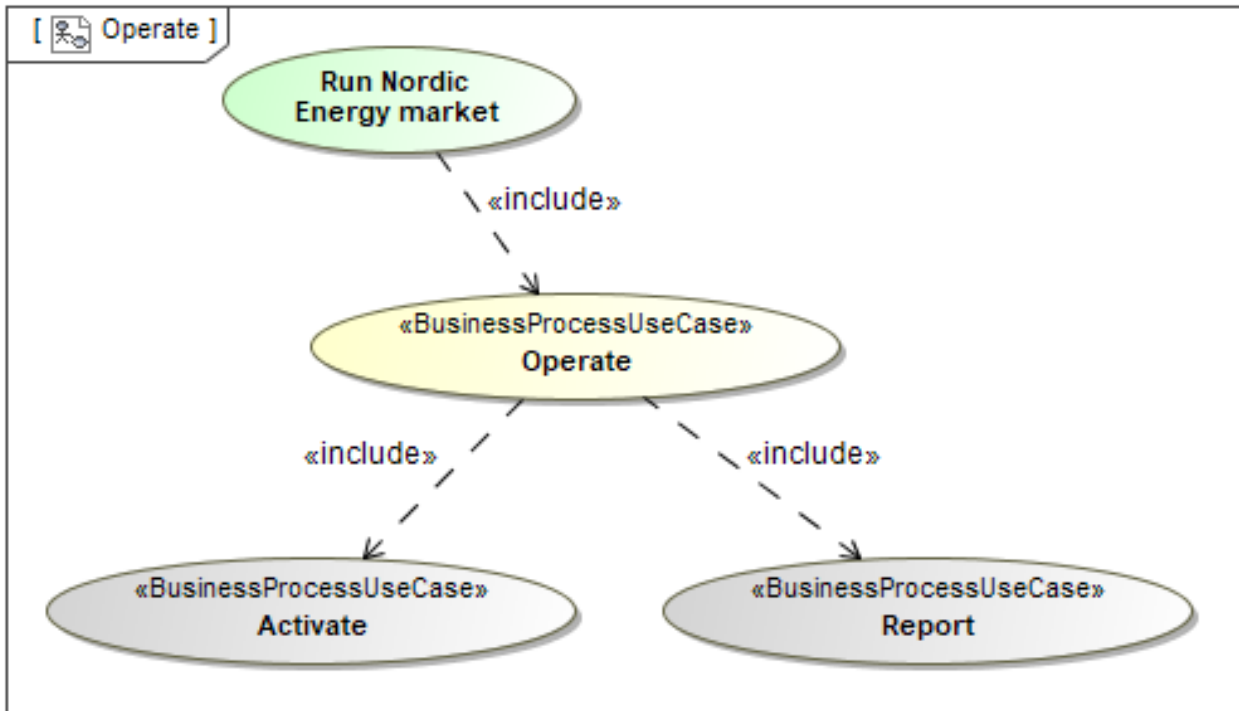 [ Operate ]
Run Nordic
Energy market
«include»
«BusinessProcessUseCase»
Operate
«include»
«include»
«BusinessProcessUseCase»
Activate
«BusinessProcessUseCase»
Report